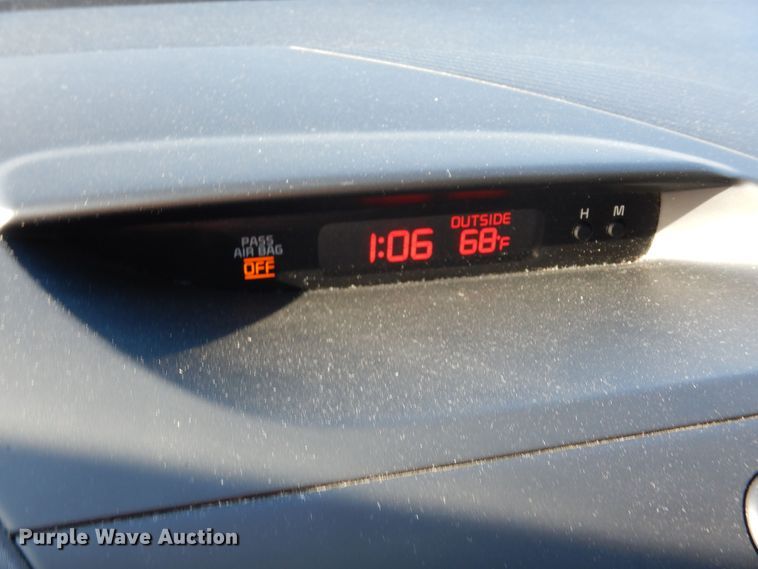 PASS
AIR BAG
OFF
1:06
OUTSIDE
68°F
H M
Purple Wave Auction